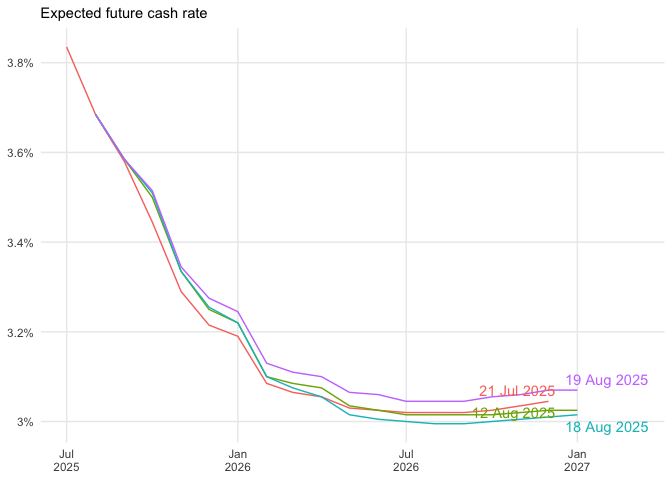 Expected future cash rate
3.8%
3.6%
3.4%
3.2%
3%
21 Jul 2025
19 Aug 2025
12 Aug 2025
18 Aug 2025
Jul
2025
Jan
2026
Jul
2026
Jan
2027